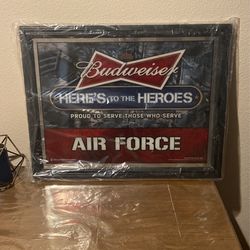 Budweiser
HERE'S TO THE HEROES
PROUD TO SERVE THOSE WHO SERVE
AIR FORCE